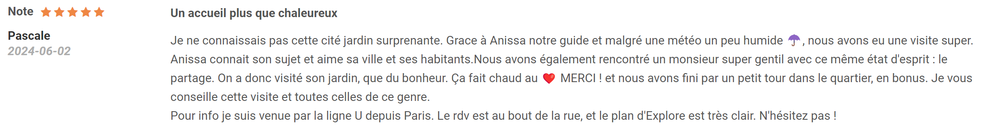 Note
Un accueil plus que chaleureux
Pascale
2024-06-02
Je ne connaissais pas cette cité jardin surprenante. Grace à Anissa notre guide et malgré une météo un peu humide ☂, nous avons eu une visite super.
Anissa connait son sujet et aime sa ville et ses habitants.Nous avons également rencontré un monsieur super gentil avec ce même état d'esprit : le
partage. On a donc visité son jardin, que du bonheur. Ça fait chaud au ❤ MERCI ! et nous avons fini par un petit tour dans le quartier, en bonus. Je vous
conseille cette visite et toutes celles de ce genre.
Pour info je suis venue par la ligne U depuis Paris. Le rdv est au bout de la rue, et le plan d'Explore est très clair. N'hésitez pas !